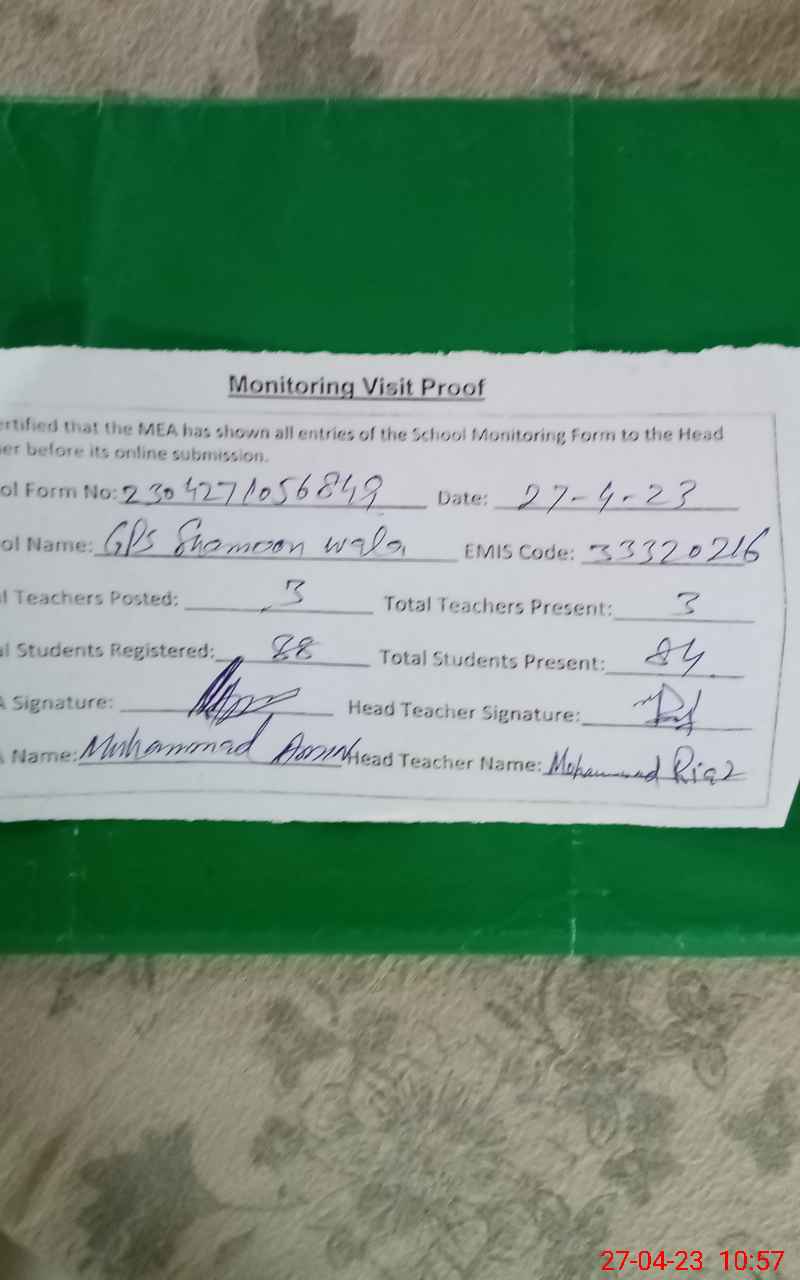 Monitoring Visit Proof
ertified that the MEA has shown all entries of the School Monitoring Form to the Head
er before its online submission.
ol Form No: 2304271056849 Date: 27-4-23
ol Name: GPS Shamoon wala EMIS Code: 33320216
l Teachers Posted: 3 Total Teachers Present: 3
al Students Registered: 88 Total Students Present: 84
A Signature: Head Teacher Signature:
Name: Muhammad Amin Head Teacher Name: Mohammad Riaz
27-04-23 10:57